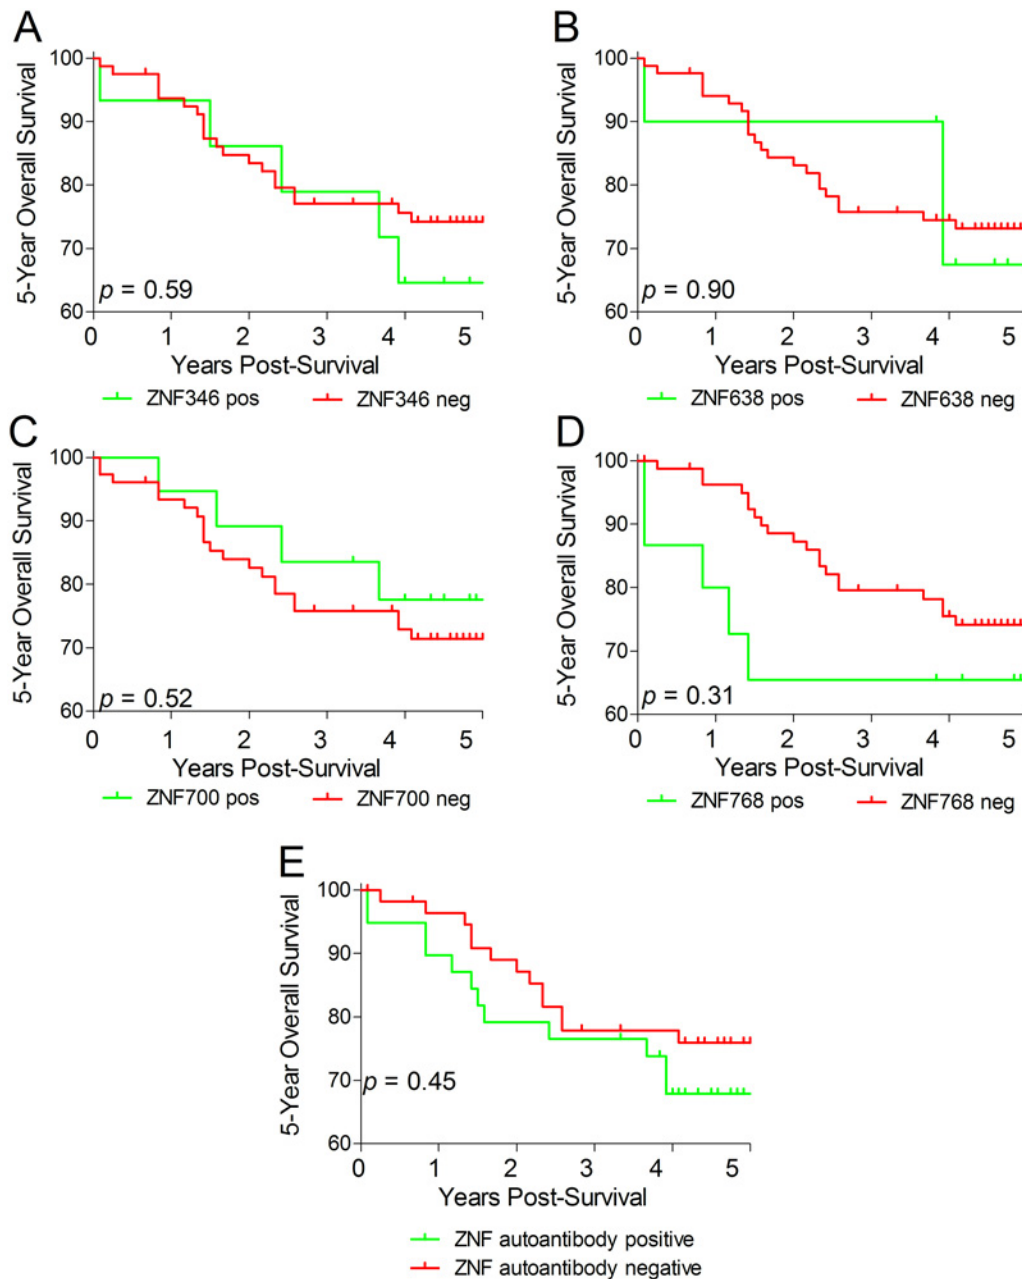 A
5-Year Overall Survival
100
90
80
70
60
p = 0.59
0 1 2 3 4 5
Years Post-Survival
ZNF346 pos ZNF346 neg
B
5-Year Overall Survival
100
90
80
70
60
p = 0.90
0 1 2 3 4 5
Years Post-Survival
ZNF638 pos ZNF638 neg
C
5-Year Overall Survival
100
90
80
70
60
p = 0.52
0 1 2 3 4 5
Years Post-Survival
ZNF700 pos ZNF700 neg
D
5-Year Overall Survival
100
90
80
70
60
p = 0.31
0 1 2 3 4 5
Years Post-Survival
ZNF768 pos ZNF768 neg
E
5-Year Overall Survival
100
90
80
70
60
p = 0.45
0 1 2 3 4 5
Years Post-Survival
ZNF autoantibody positive
ZNF autoantibody negative